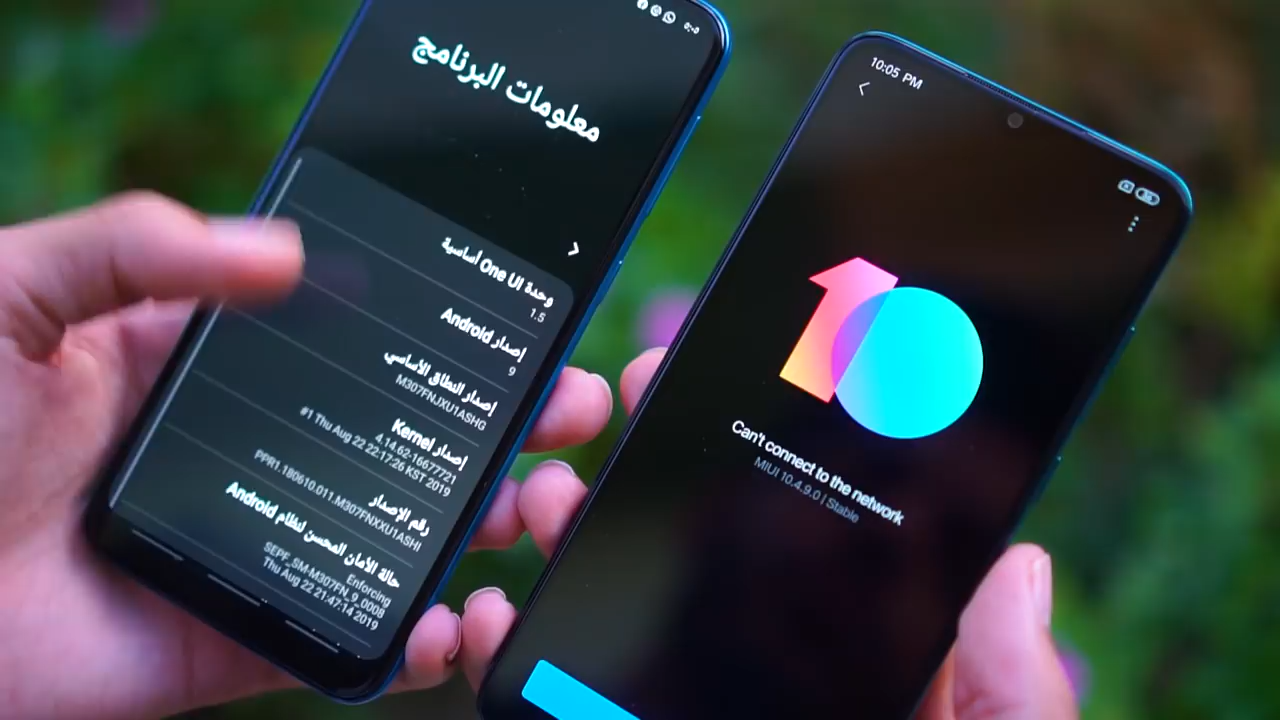 ٥:٠٥
معلومات البرنامج
وحدة One UI أساسية
1.5
إصدار Android
9
إصدار النطاق الأساسي
M307FNJXU1ASHG
إصدار Kernel
4.14.62-16677721
#1 Thu Aug 22 22:17:26 KST 2019
رقم الإصدار
PPR1.180610.011.M307FNXXU1ASHI
حالة الأمان المحسن لنظام Android
Enforcing
SEPF_SM-M307FN_9_0008
Thu Aug 22 21:47:14 2019
10:05 PM
10
Can't connect to the network
MIUI 10.4.9.0 | Stable